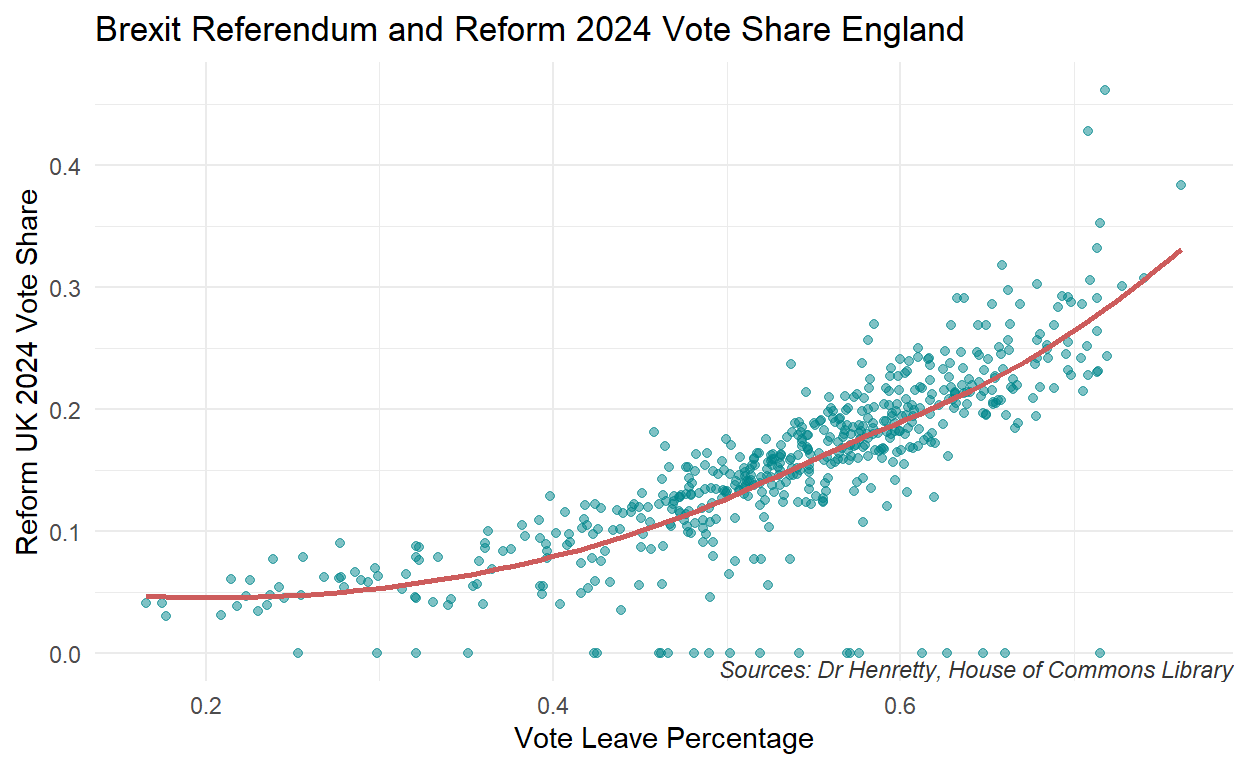 Brexit Referendum and Reform 2024 Vote Share England
Reform UK 2024 Vote Share
0.4
0.3
0.2
0.1
0.0
Sources: Dr Henretty, House of Commons Library
0.2 0.4 0.6
Vote Leave Percentage